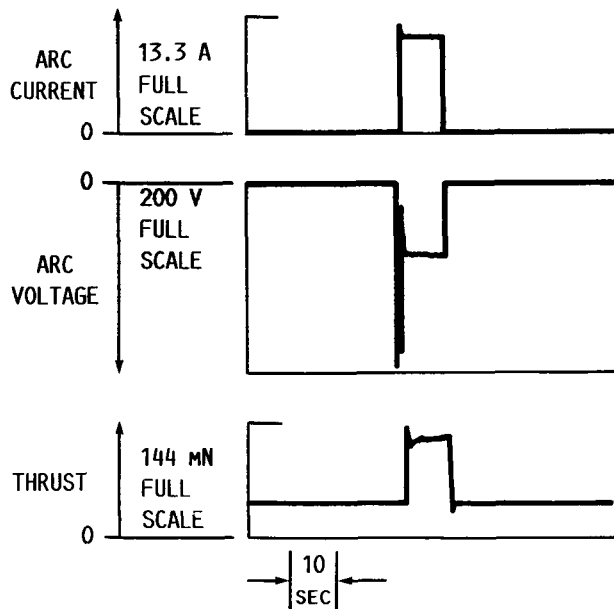 ARC
CURRENT
13.3 A
FULL
SCALE
0
0
200 V
FULL
SCALE
ARC
VOLTAGE
THRUST
144 MN
FULL
SCALE
0
10
SEC